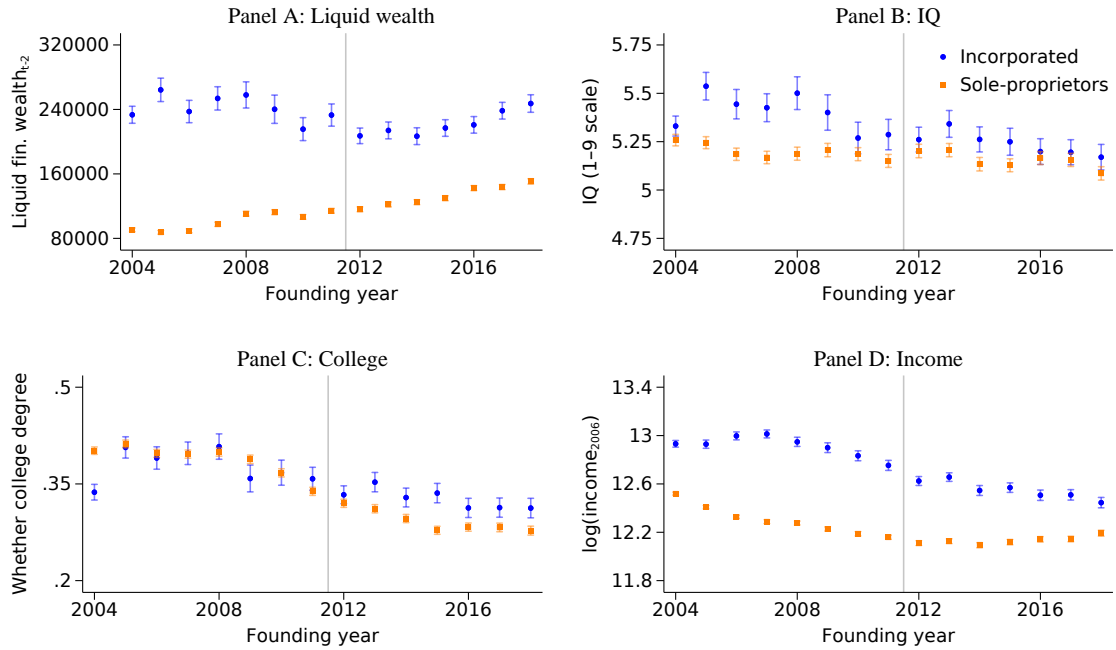 Panel A: Liquid wealth
Liquid fin. wealth t-2
320000
240000
160000
80000
2004 2008 2012 2016
Founding year
Panel B: IQ
IQ (1–9 scale)
5.75
5.5
5.25
5
4.75
Incorporated
Sole-proprietors
2004 2008 2012 2016
Founding year
Panel C: College
Whether college degree
.5
.35
.2
2004 2008 2012 2016
Founding year
Panel D: Income
log(income2006)
13.4
13
12.6
12.2
11.8
2004 2008 2012 2016
Founding year